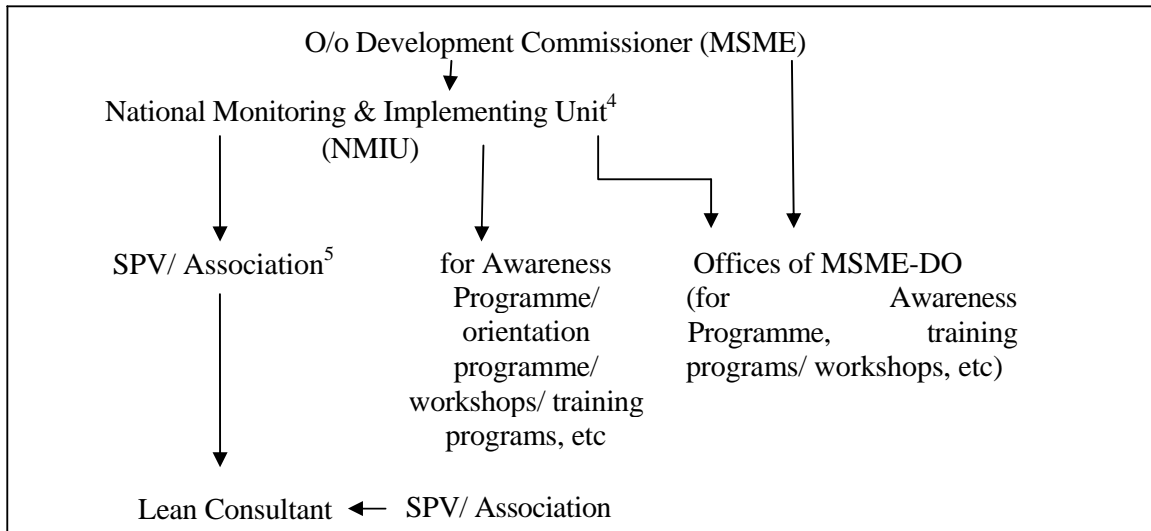 O/o Development Commissioner (MSME)
National Monitoring & Implementing Unit4
(NMIU)
SPV/ Association5
for Awareness
Programme/
orientation
programme/
workshops/ training
programs, etc
Offices of MSME-DO
(for Awareness
Programme, training
programs/ workshops, etc)
Lean Consultant
SPV/ Association